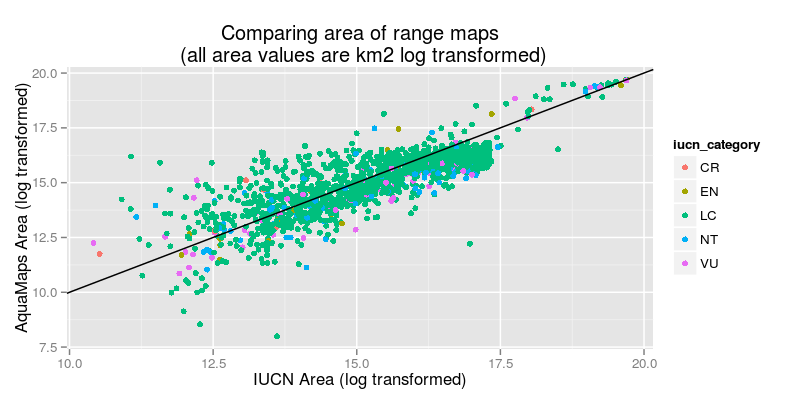 Comparing area of range maps
(all area values are km2 log transformed)
AquaMaps Area (log transformed)
20.0
17.5
15.0
12.5
10.0
7.5
10.0 12.5 15.0 17.5 20.0
IUCN Area (log transformed)
iucn_category
CR
EN
LC
NT
VU